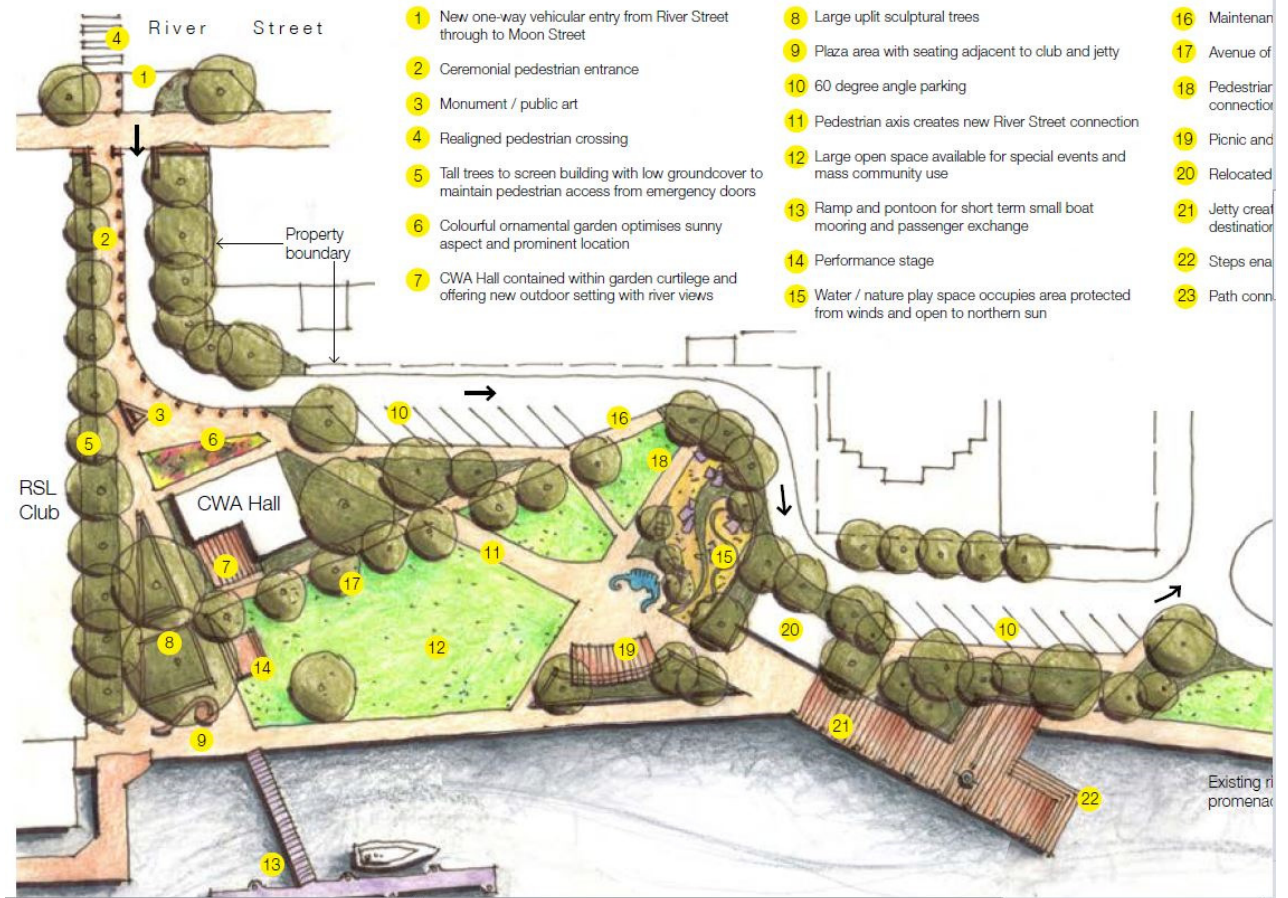 River Street
1 New one-way vehicular entry from River Street
through to Moon Street
2 Ceremonial pedestrian entrance
3 Monument / public art
4 Realigned pedestrian crossing
5 Tall trees to screen building with low groundcover to
maintain pedestrian access from emergency doors
6 Colourful ornamental garden optimises sunny
aspect and prominent location
7 CWA Hall contained within garden curtilege and
offering new outdoor setting with river views
8 Large uplit sculptural trees
9 Plaza area with seating adjacent to club and jetty
10 60 degree angle parking
11 Pedestrian axis creates new River Street connection
12 Large open space available for special events and
mass community use
13 Ramp and pontoon for short term small boat
mooring and passenger exchange
14 Performance stage
15 Water / nature play space occupies area protected
from winds and open to northern sun
16 Maintenan
17 Avenue of
18 Pedestrian
connection
19 Picnic and
20 Relocated
21 Jetty creat
destination
22 Steps ena
23 Path conn
4
1
2
Property
boundary
3
10
16
5
6
18
RSL
Club
CWA Hall
11
15
7
17
8
12
20
10
14
19
9
21
22
Existing ri
promenad
13